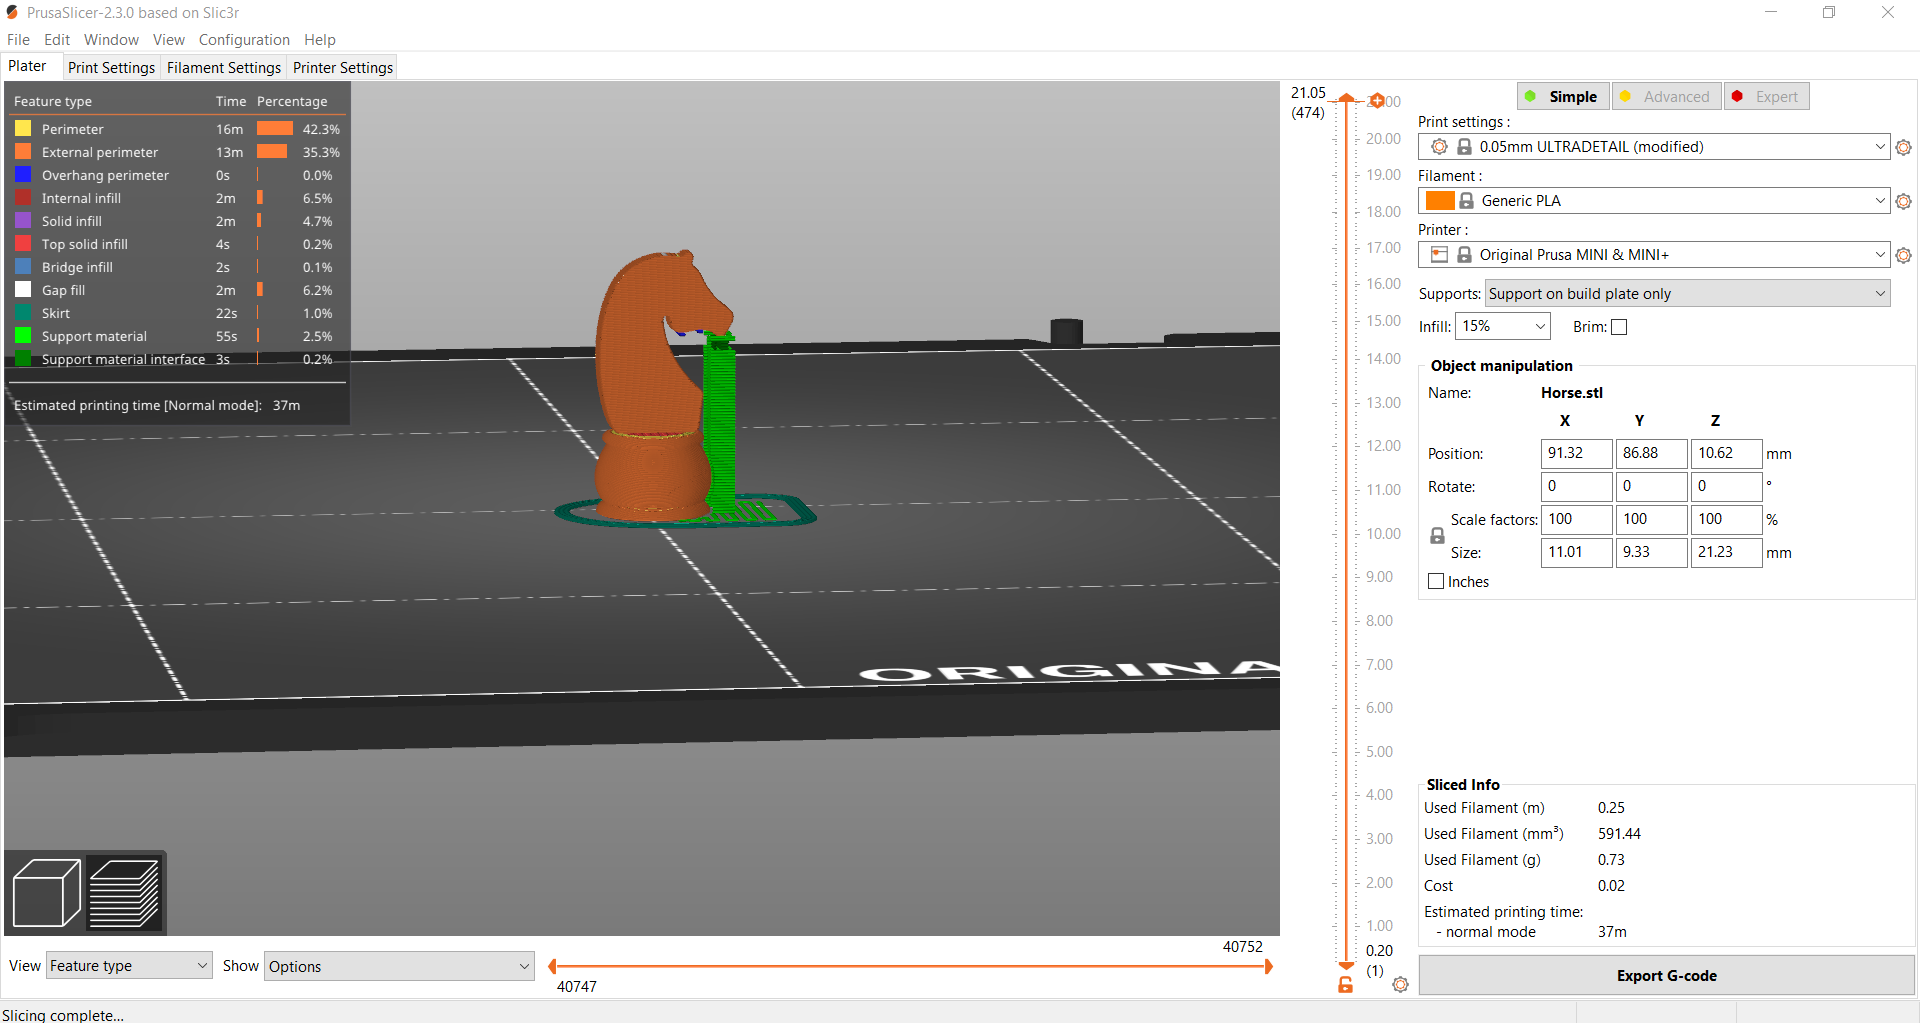 PrusaSlicer-2.3.0 based on Slic3r
File Edit Window View Configuration Help
Plater Print Settings Filament Settings Printer Settings
Feature type Time Percentage
Perimeter 16m 42.3%
External perimeter 13m 35.3%
Overhang perimeter 0s 0.0%
Internal infill 2m 6.5%
Solid infill 2m 4.7%
Top solid infill 4s 0.2%
Bridge infill 2s 0.1%
Gap fill 2m 6.2%
Skirt 22s 1.0%
Support material 55s 2.5%
Support material interface 3s 0.2%
Estimated printing time [Normal mode]: 37m
ORIGINA
View Feature type Show Options
40752
40747
21.05
(474)
20.00
19.00
18.00
17.00
16.00
15.00
14.00
13.00
12.00
11.00
10.00
9.00
8.00
7.00
6.00
5.00
4.00
3.00
2.00
1.00
0.20
(1)
Simple Advanced Expert
Print settings :
0.05mm ULTRADETAIL (modified)
Filament :
Generic PLA
Printer :
Original Prusa MINI & MINI+
Supports: Support on build plate only
Infill: 15% Brim:
Object manipulation
Name: Horse.stl
X Y Z
Position: 91.32 86.88 10.62 mm
Rotate: 0 0 0 °
Scale factors: 100 100 100 %
Size: 11.01 9.33 21.23 mm
Inches
Sliced Info
Used Filament (m) 0.25
Used Filament (mm³) 591.44
Used Filament (g) 0.73
Cost 0.02
Estimated printing time:
- normal mode 37m
Export G-code
Slicing complete...